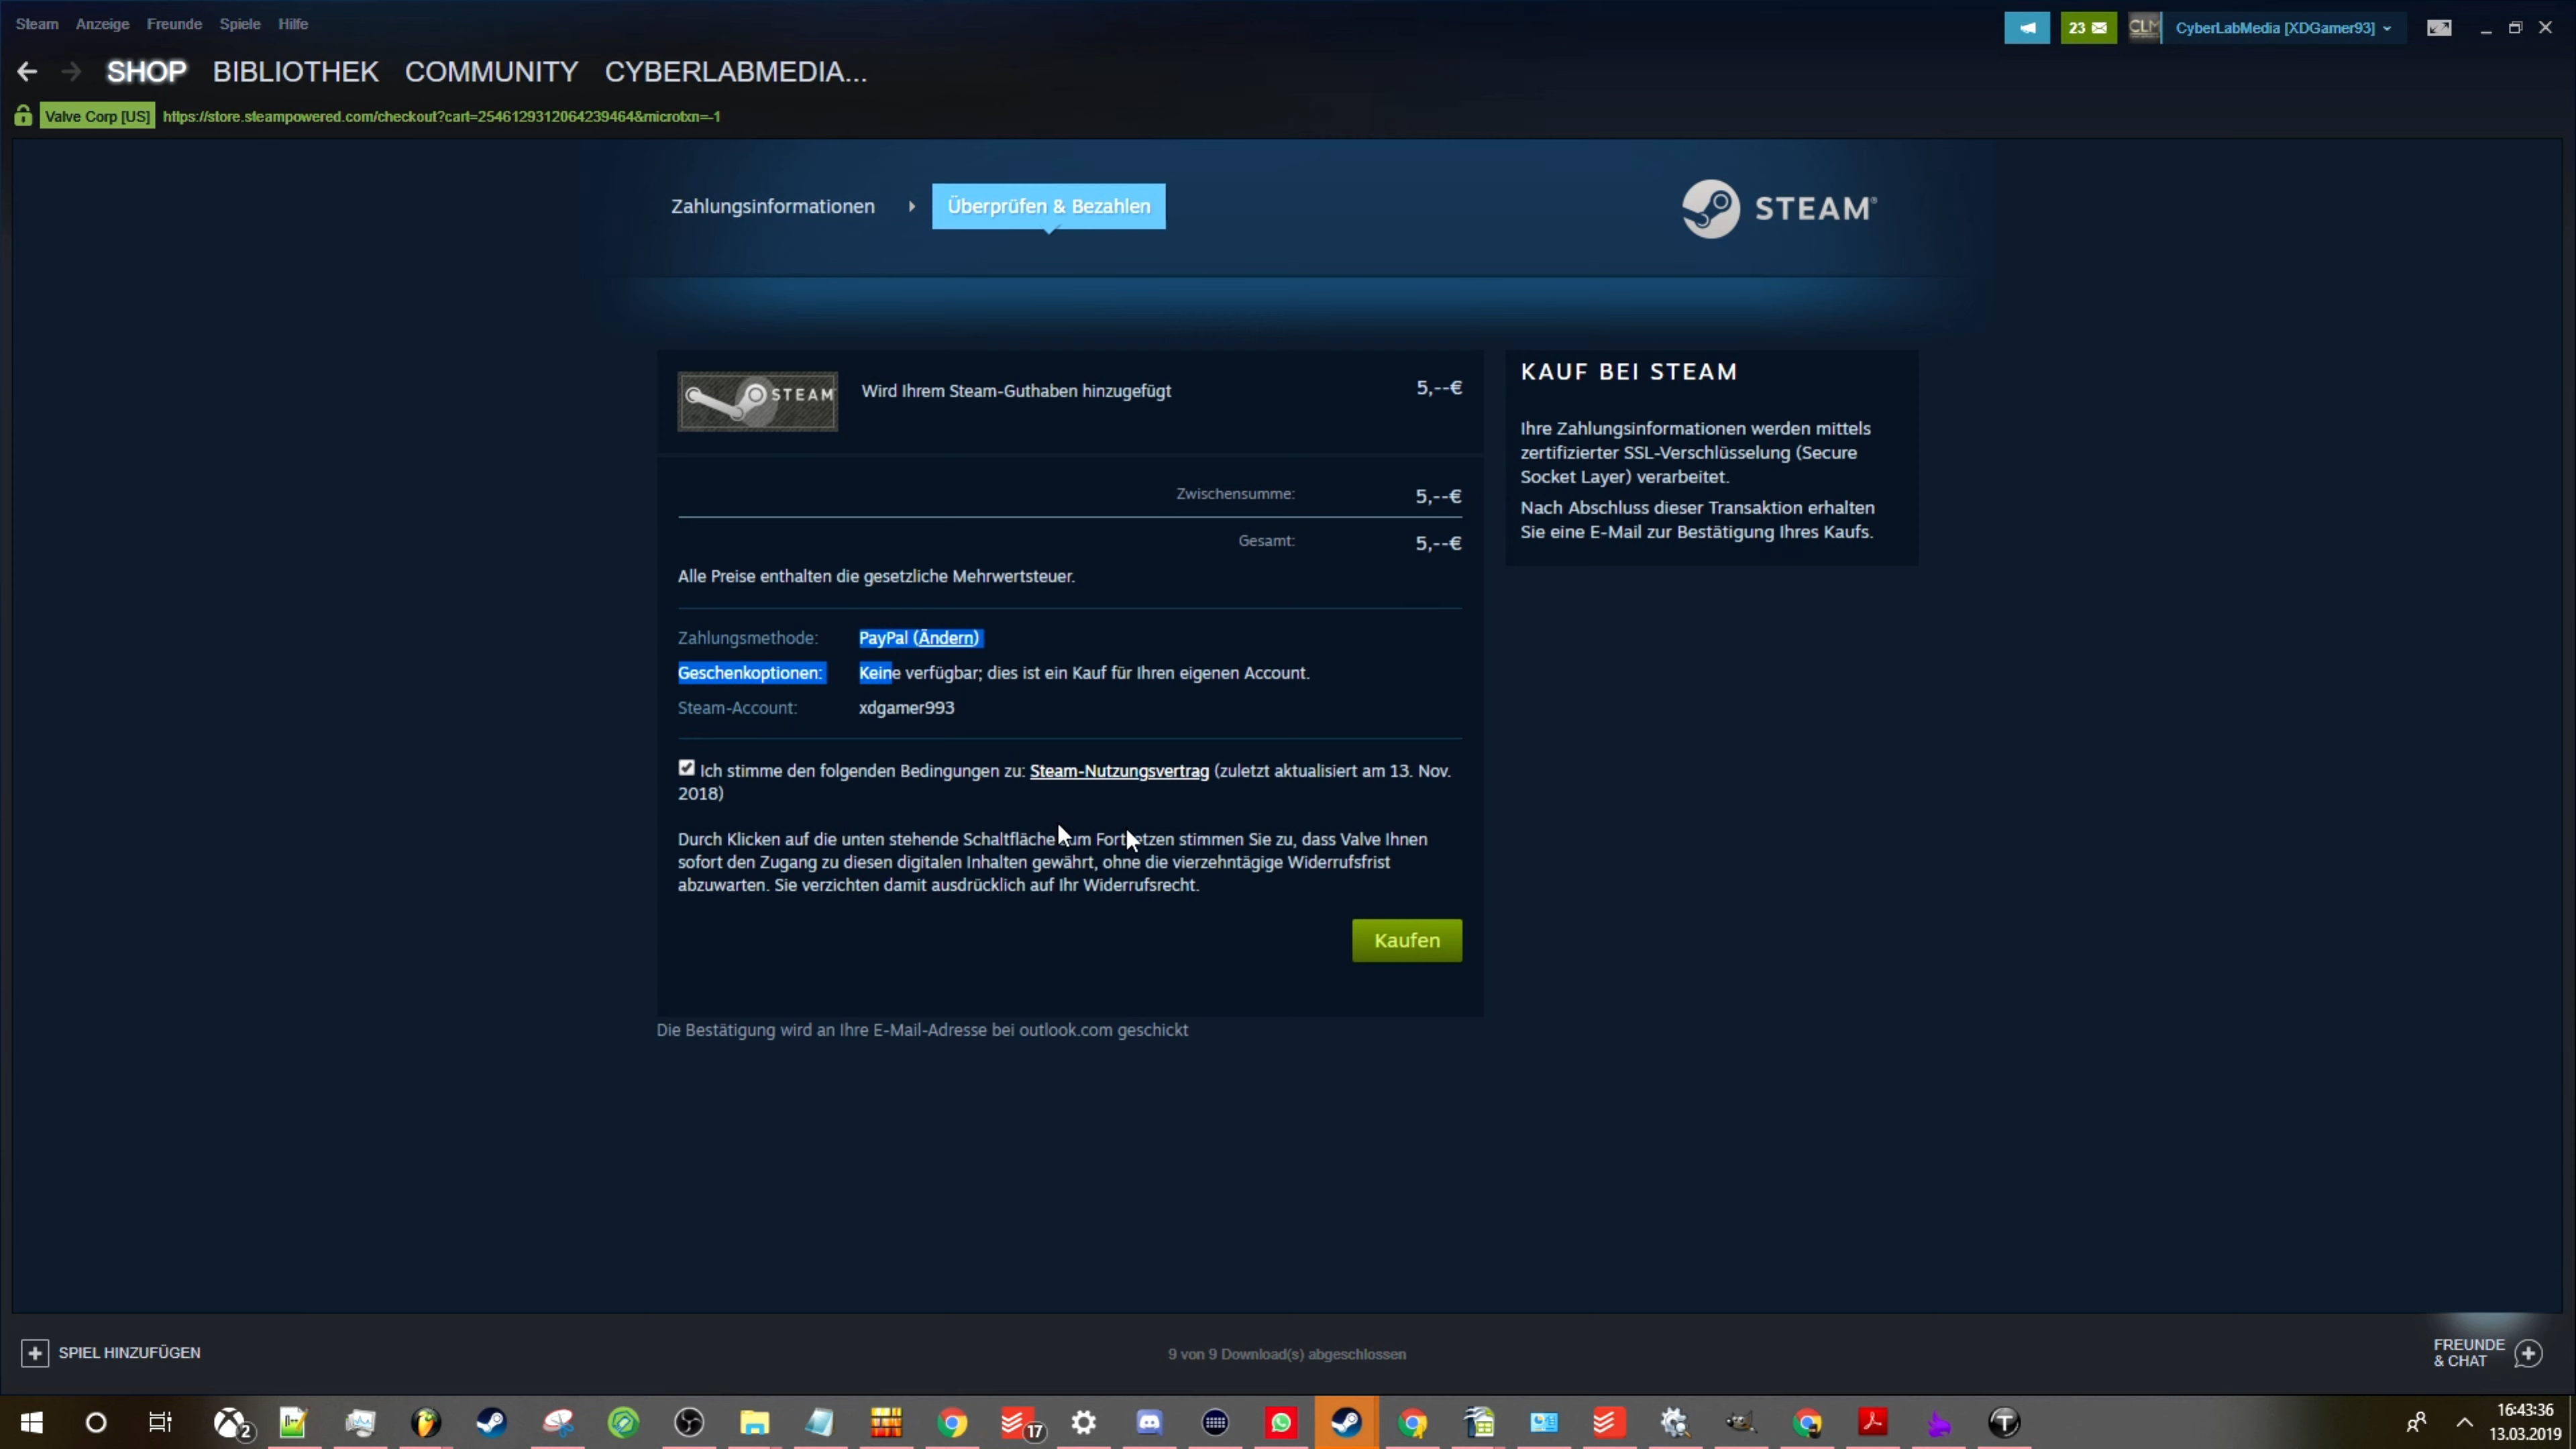 Steam Anzeige Freunde Spiele Hilfe
23 CLM CyberLabMedia [XDGamer93]
SHOP BIBLIOTHEK COMMUNITY CYBERLABMEDIA...
Valve Corp [US] https://store.steampowered.com/checkout?cart=2546129312064239464&microtxn=-1
Zahlungsinformationen Überprüfen & Bezahlen
STEAM®
STEAM Wird Ihrem Steam-Guthaben hinzugefügt 5,--€
Zwischensumme: 5,--€
Gesamt: 5,--€
Alle Preise enthalten die gesetzliche Mehrwertsteuer.
Zahlungsmethode: PayPal (Ändern)
Geschenkoptionen: Keine verfügbar; dies ist ein Kauf für Ihren eigenen Account.
Steam-Account: xdgamer993
Ich stimme den folgenden Bedingungen zu: Steam-Nutzungsvertrag (zuletzt aktualisiert am 13. Nov.
2018)
Durch Klicken auf die unten stehende Schaltfläche zum Fortsetzen stimmen Sie zu, dass Valve Ihnen
sofort den Zugang zu diesen digitalen Inhalten gewährt, ohne die vierzehntägige Widerrufsfrist
abzuwarten. Sie verzichten damit ausdrücklich auf Ihr Widerrufsrecht.
Kaufen
Die Bestätigung wird an Ihre E-Mail-Adresse bei outlook.com geschickt
KAUF BEI STEAM
Ihre Zahlungsinformationen werden mittels
zertifizierter SSL-Verschlüsselung (Secure
Socket Layer) verarbeitet.
Nach Abschluss dieser Transaktion erhalten
Sie eine E-Mail zur Bestätigung Ihres Kaufs.
SPIEL HINZUFÜGEN
9 von 9 Download(s) abgeschlossen
FREUNDE
& CHAT
2
17
16:43:36
13.03.2019